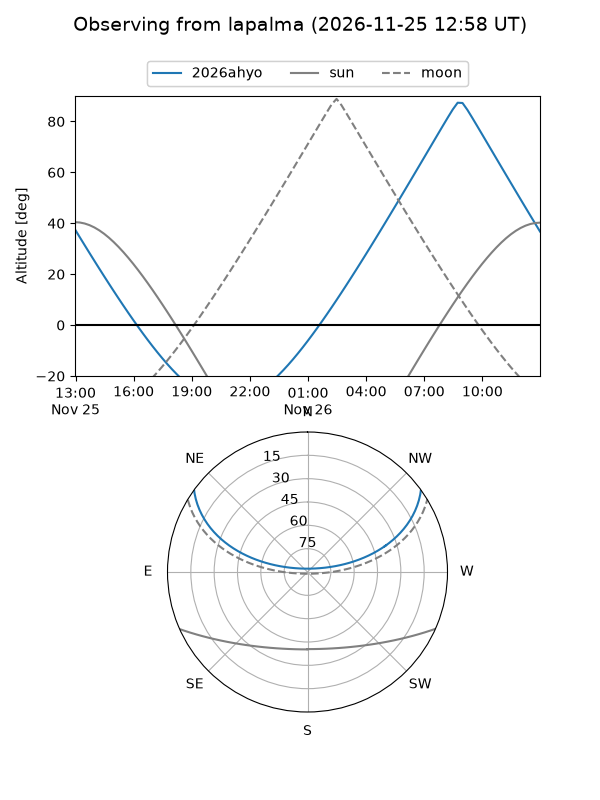 Observing from lapalma (2026-11-25 12:58 UT)
2026ahyo sun moon
Altitude [deg]
80
60
40
20
0
−20
13:00 16:00 19:00 22:00 01:00 04:00 07:00 10:00
Nov 25 Nov 26
N
NE NW
15
30
45
60
75
E W
SE SW
S